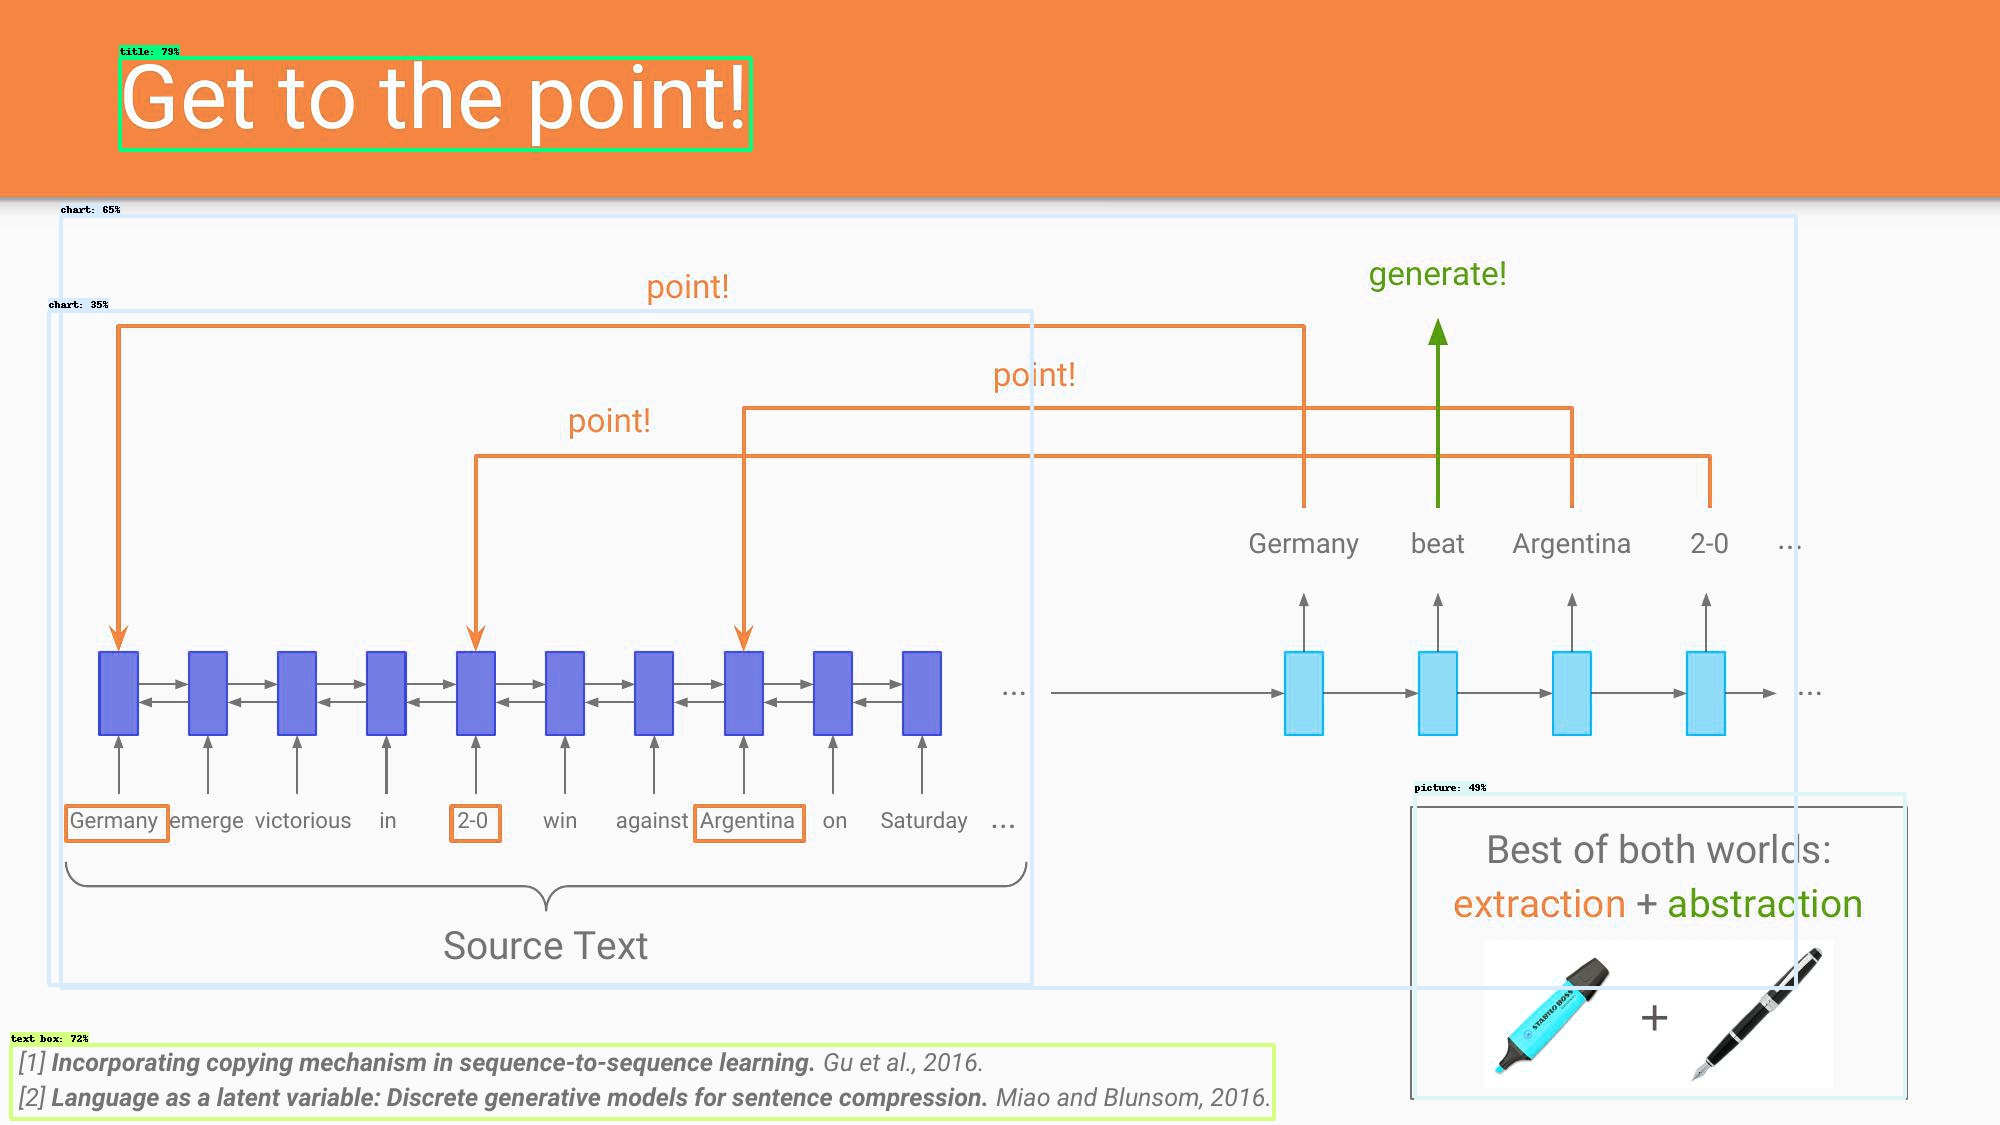 title: 79%
Get to the point!
chart: 65%
point!
generate!
chart: 35%
point!
point!
Germany beat Argentina 2-0 ...
... ...
picture: 49%
Germany emerge victorious in 2-0 win against Argentina on Saturday ...
Source Text
Best of both worlds:
extraction + abstraction
STABILO BOSS
+
text box: 72%
[1] Incorporating copying mechanism in sequence-to-sequence learning. Gu et al., 2016.
[2] Language as a latent variable: Discrete generative models for sentence compression. Miao and Blunsom, 2016.